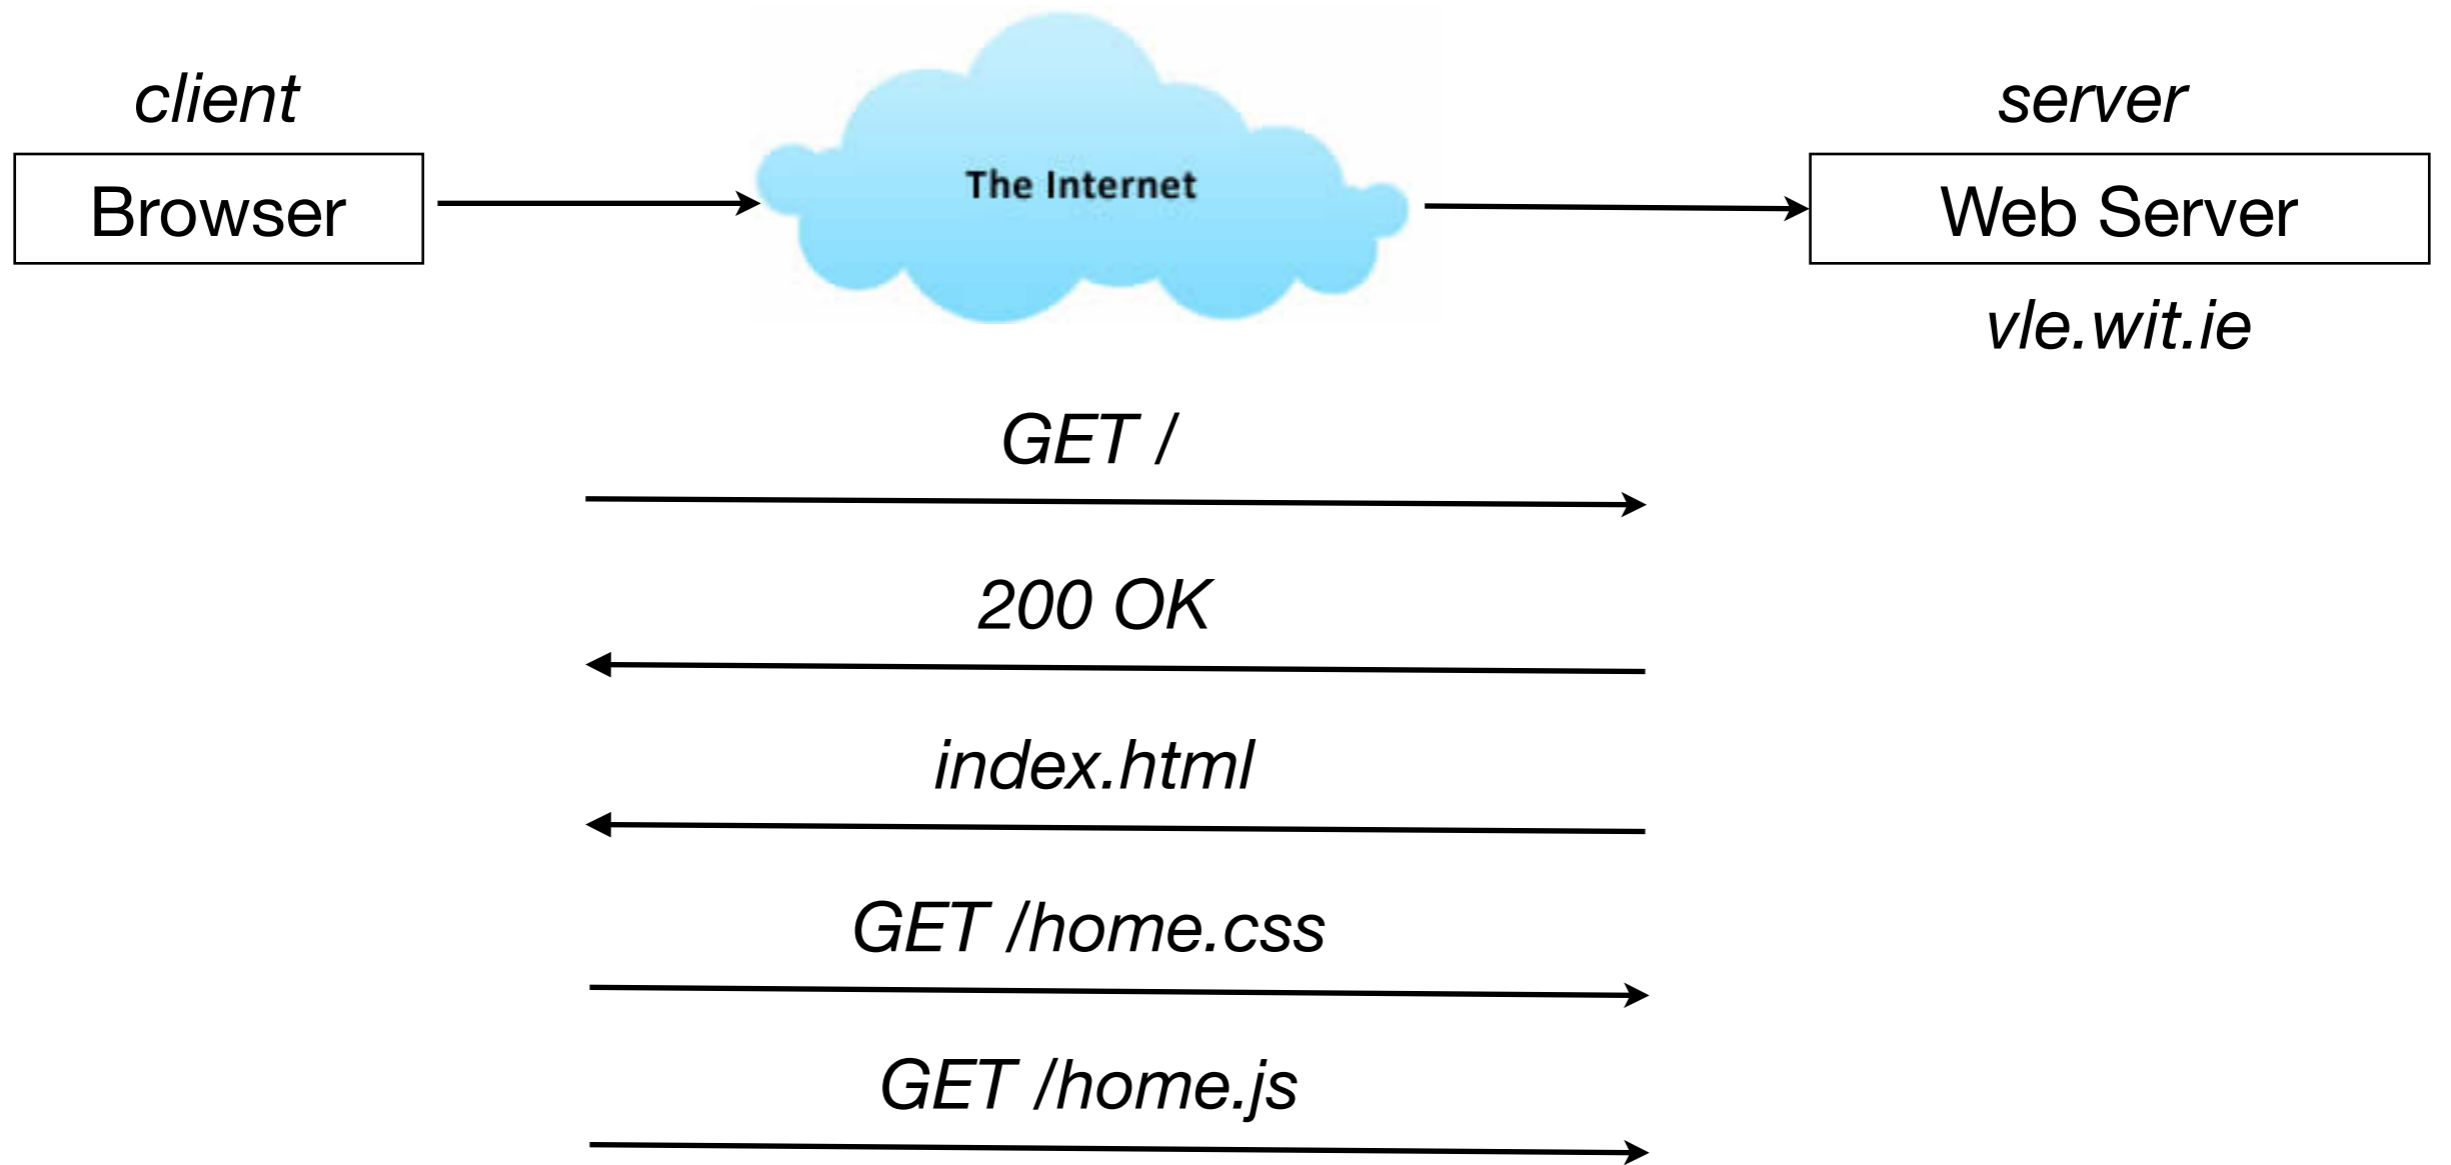 client
server
Browser
The Internet
Web Server
vle.wit.ie
GET /
200 OK
index.html
GET /home.css
GET /home.js